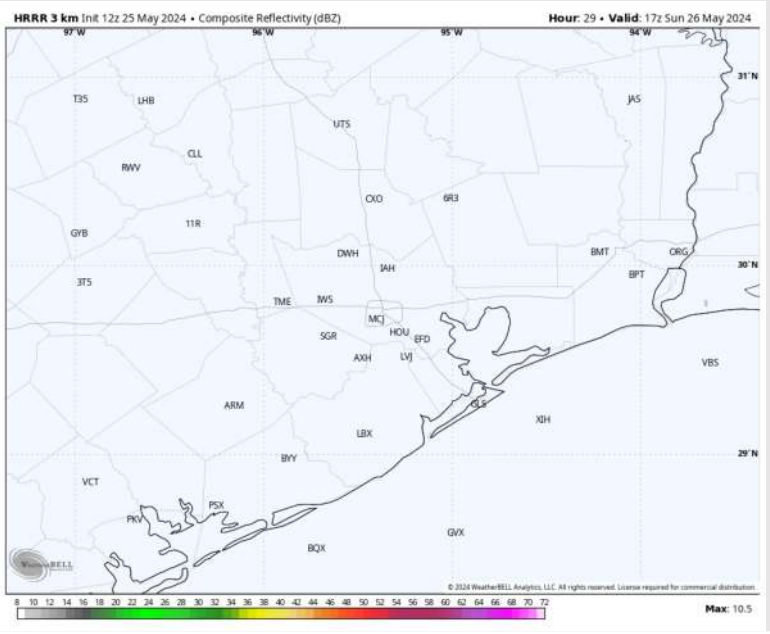 HRRR 3 km Init 12z 25 May 2024 • Composite Reflectivity (dBZ) Hour: 29 • Valid: 17z Sun 26 May 2024
97°W 96°W 95°W 94°W
31°N
T35 LHB JAS
UTS
CLL
RWV
CXO 6R3
11R
GYB
DWH BMT ORG
IAH 30°N
BPT
3T5
TME IWS
MCJ
HOU
SGR EFD
AXH LVJ
VBS
ARM GLS
XIH
LBX
29°N
BYY
VCT
PSX
PKV
GVX
BQX
WeatherBELL
© 2024 WeatherBELL Analytics, LLC. All rights reserved. License required for commercial distribution.
8 10 12 14 16 18 20 22 24 26 28 30 32 34 36 38 40 42 44 46 48 50 52 54 56 58 60 62 64 66 68 70 72
Max: 10.5